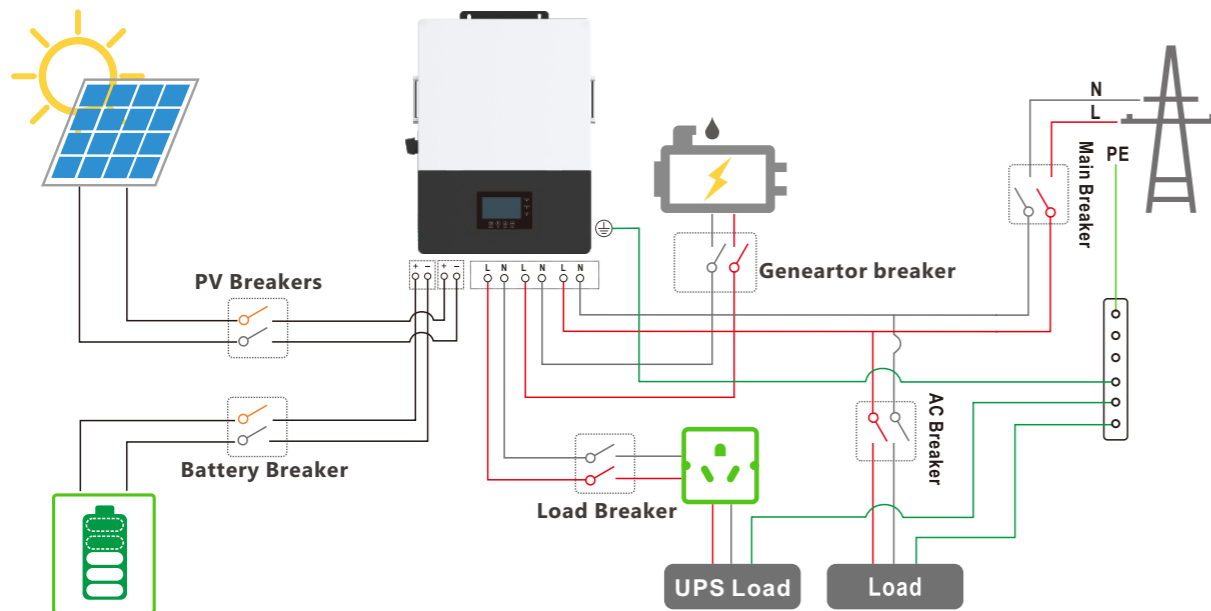 N
L
PE
Main Breaker
Geneartor breaker
+ − + −
L N L N L N
PV Breakers
Battery Breaker
Load Breaker
AC Breaker
UPS Load
Load